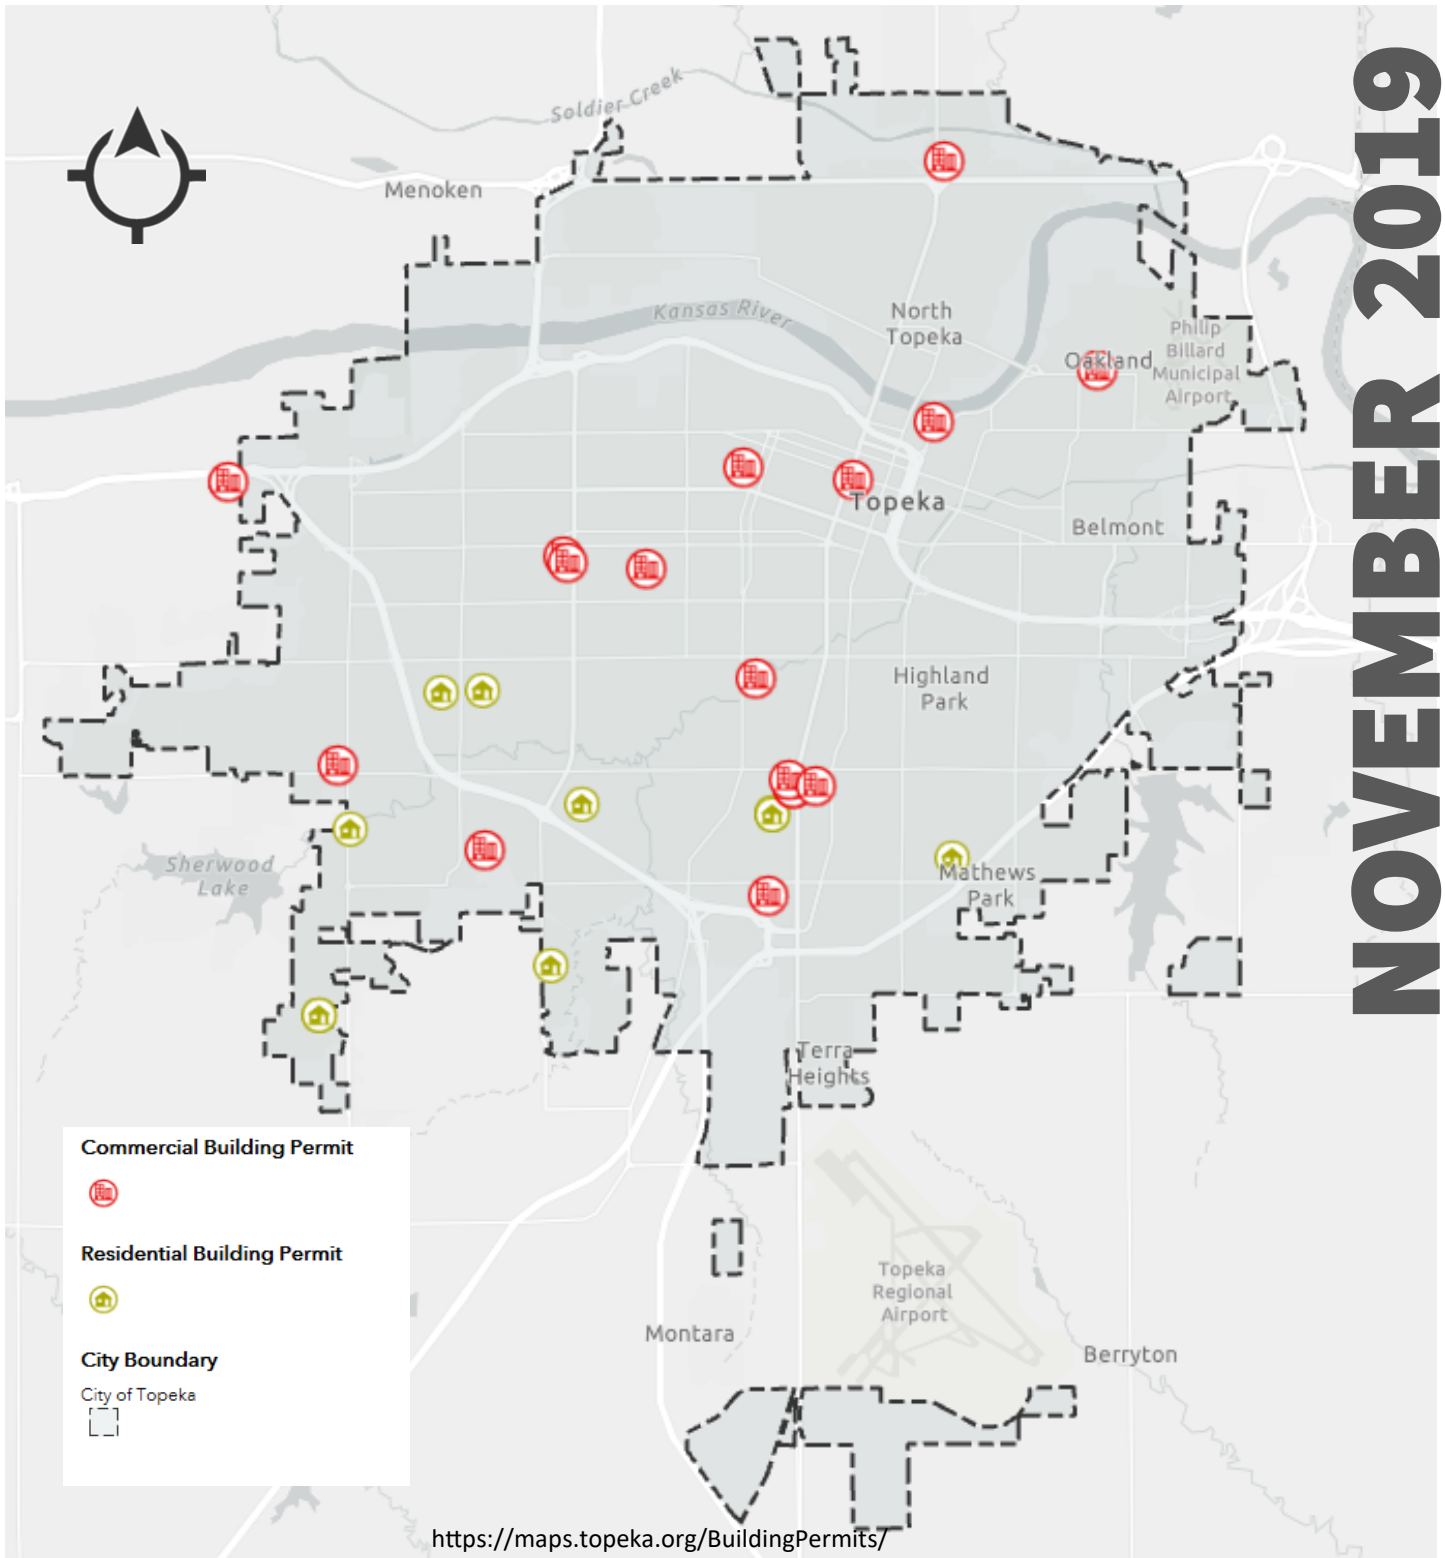 NOVEMBER 2019
Soldier Creek
Menoken
Kansas River
North
Topeka
Philip
Billard
Municipal
Airport
Oakland
Topeka
Belmont
Highland
Park
Sherwood
Lake
Mathews
Park
Terra
Heights
Commercial Building Permit
Residential Building Permit
City Boundary
City of Topeka
Topeka
Regional
Airport
Montara
Berryton
https://maps.topeka.org/BuildingPermits/